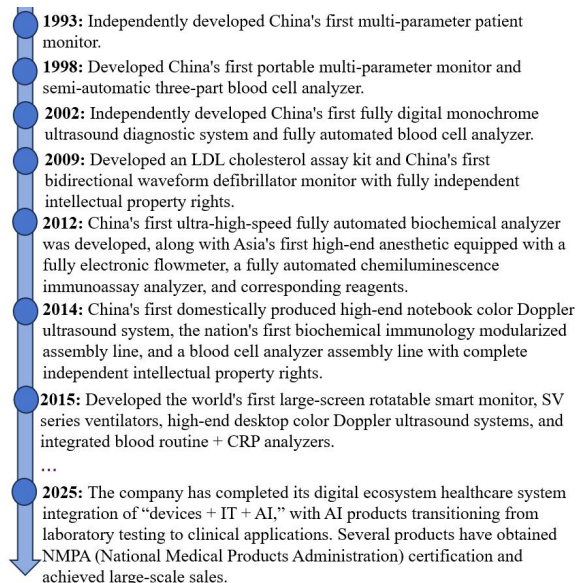 1993: Independently developed China's first multi-parameter patient
monitor.
1998: Developed China's first portable multi-parameter monitor and
semi-automatic three-part blood cell analyzer.
2002: Independently developed China's first fully digital monochrome
ultrasound diagnostic system and fully automated blood cell analyzer.
2009: Developed an LDL cholesterol assay kit and China's first
bidirectional waveform defibrillator monitor with fully independent
intellectual property rights.
2012: China's first ultra-high-speed fully automated biochemical analyzer
was developed, along with Asia's first high-end anesthetic equipped with a
fully electronic flowmeter, a fully automated chemiluminescence
immunoassay analyzer, and corresponding reagents.
2014: China's first domestically produced high-end notebook color Doppler
ultrasound system, the nation's first biochemical immunology modularized
assembly line, and a blood cell analyzer assembly line with complete
independent intellectual property rights.
2015: Developed the world's first large-screen rotatable smart monitor, SV
series ventilators, high-end desktop color Doppler ultrasound systems, and
integrated blood routine + CRP analyzers.
...
2025: The company has completed its digital ecosystem healthcare system
integration of “devices + IT + AI,” with AI products transitioning from
laboratory testing to clinical applications. Several products have obtained
NMPA (National Medical Products Administration) certification and
achieved large-scale sales.